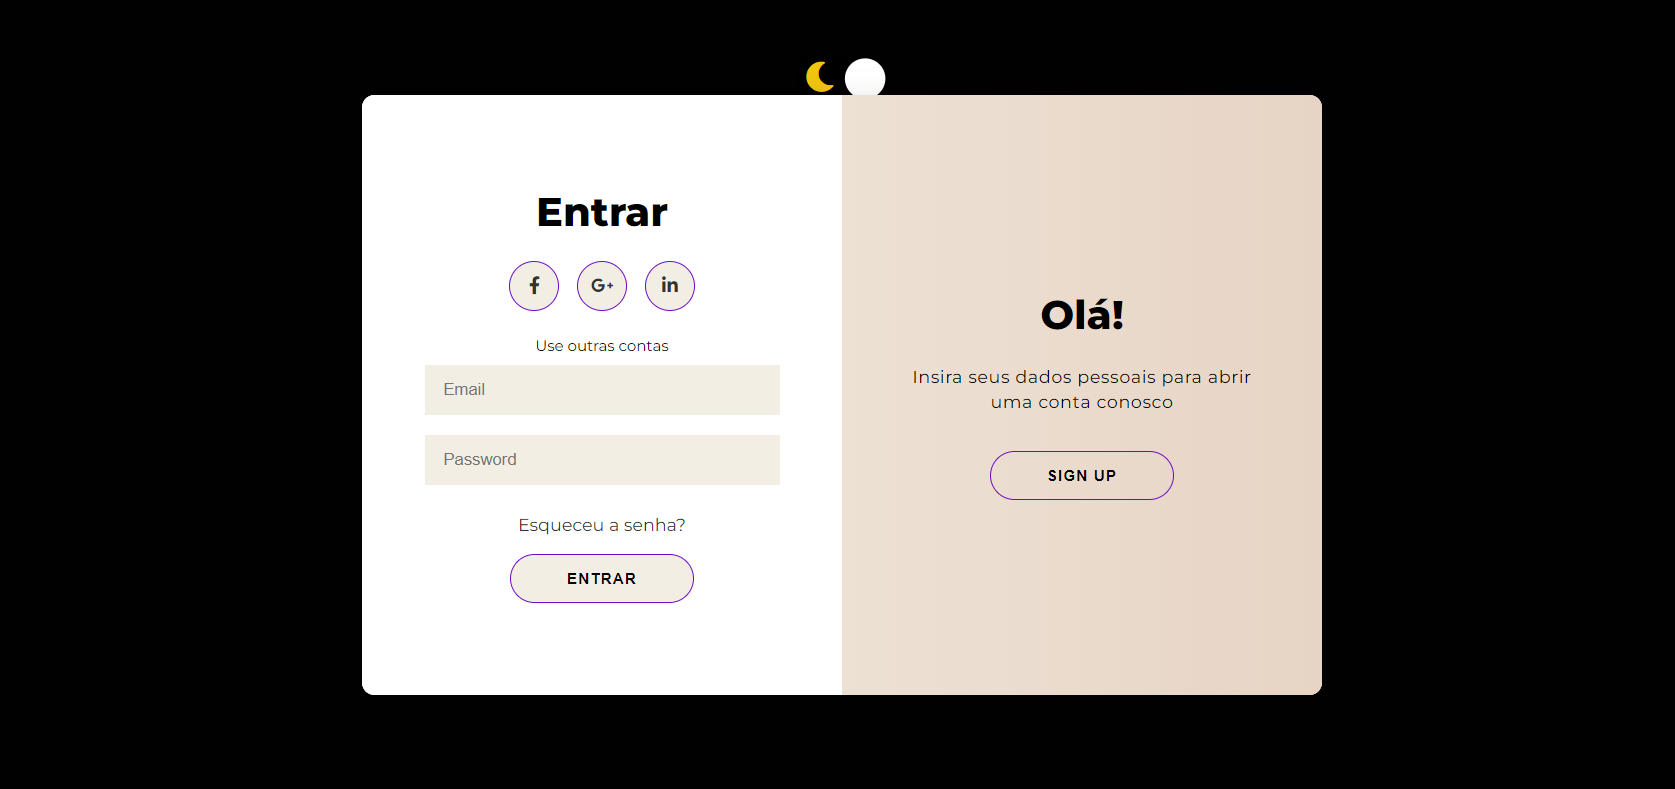 Entrar
f
G+
in
Use outras contas
Email
Password
Esqueceu a senha?
ENTRAR
Olá!
Insira seus dados pessoais para abrir
uma conta conosco
SIGN UP